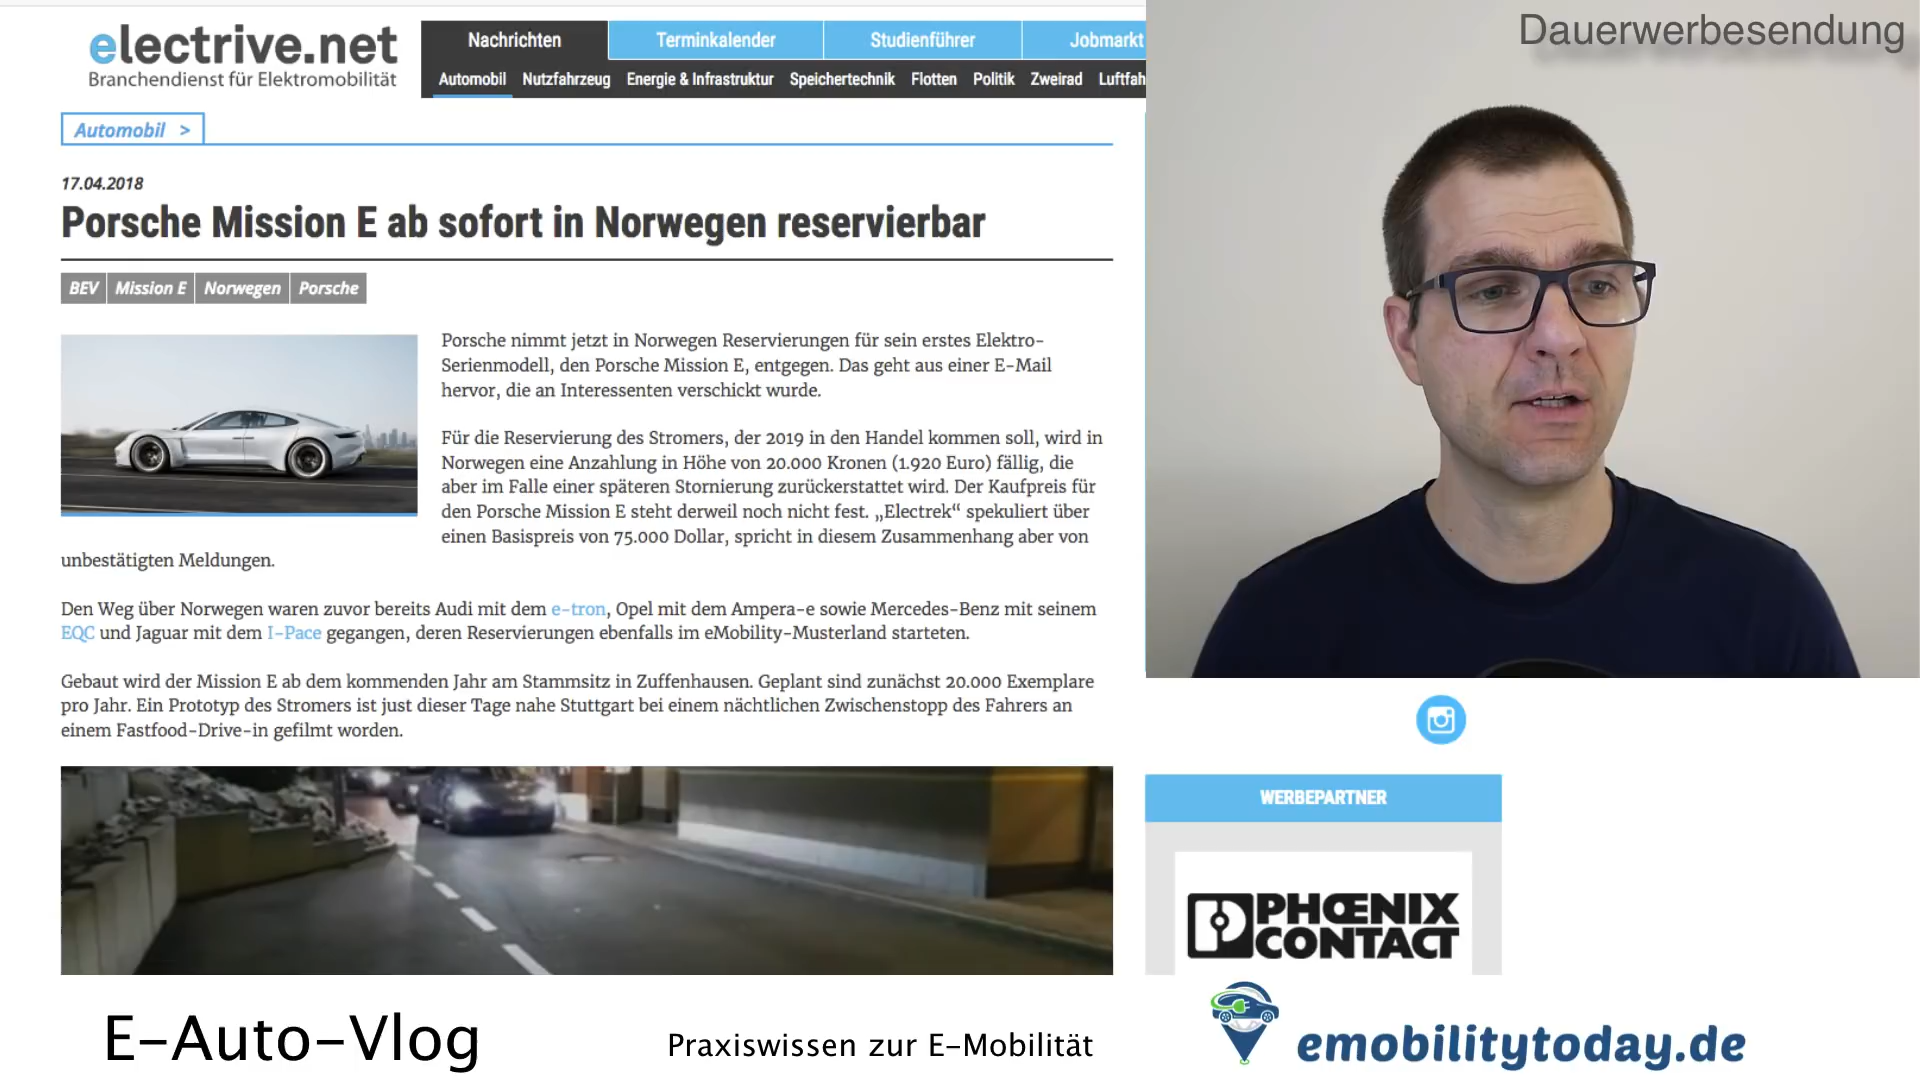 electrive.net
Branchendienst für Elektromobilität
Nachrichten
Terminkalender
Studienführer
Jobmarkt
Automobil
Nutzfahrzeug
Energie & Infrastruktur
Speichertechnik
Flotten
Politik
Zweirad
Luftfah
Dauerwerbesendung
Automobil >
17.04.2018
Porsche Mission E ab sofort in Norwegen reservierbar
BEV
Mission E
Norwegen
Porsche
Porsche nimmt jetzt in Norwegen Reservierungen für sein erstes Elektro-
Serienmodell, den Porsche Mission E, entgegen. Das geht aus einer E-Mail
hervor, die an Interessenten verschickt wurde.
Für die Reservierung des Stromers, der 2019 in den Handel kommen soll, wird in
Norwegen eine Anzahlung in Höhe von 20.000 Kronen (1.920 Euro) fällig, die
aber im Falle einer späteren Stornierung zurückerstattet wird. Der Kaufpreis für
den Porsche Mission E steht derweil noch nicht fest. „Electrek“ spekuliert über
einen Basispreis von 75.000 Dollar, spricht in diesem Zusammenhang aber von
unbestätigten Meldungen.
Den Weg über Norwegen waren zuvor bereits Audi mit dem e-tron, Opel mit dem Ampera-e sowie Mercedes-Benz mit seinem
EQC und Jaguar mit dem I-Pace gegangen, deren Reservierungen ebenfalls im eMobility-Musterland starteten.
Gebaut wird der Mission E ab dem kommenden Jahr am Stammsitz in Zuffenhausen. Geplant sind zunächst 20.000 Exemplare
pro Jahr. Ein Prototyp des Stromers ist just dieser Tage nahe Stuttgart bei einem nächtlichen Zwischenstopp des Fahrers an
einem Fastfood-Drive-in gefilmt worden.
WERBEPARTNER
PHŒNIX
CONTACT
E-Auto-Vlog
Praxiswissen zur E-Mobilität
emobilitytoday.de